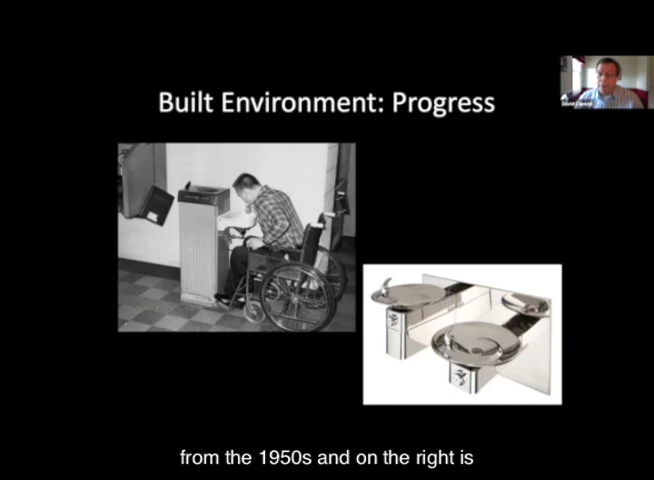 Built Environment: Progress
from the 1950s and on the right is